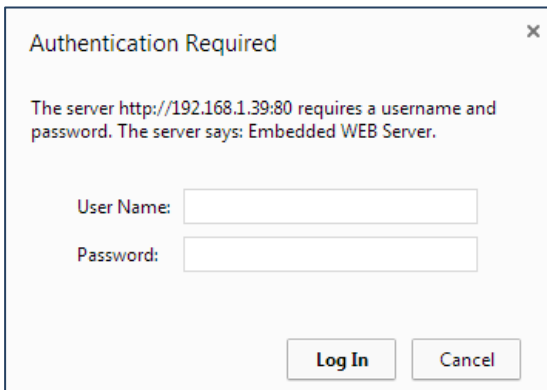 Authentication Required
The server http://192.168.1.39:80 requires a username and
password. The server says: Embedded WEB Server.
User Name:
Password:
Log In Cancel